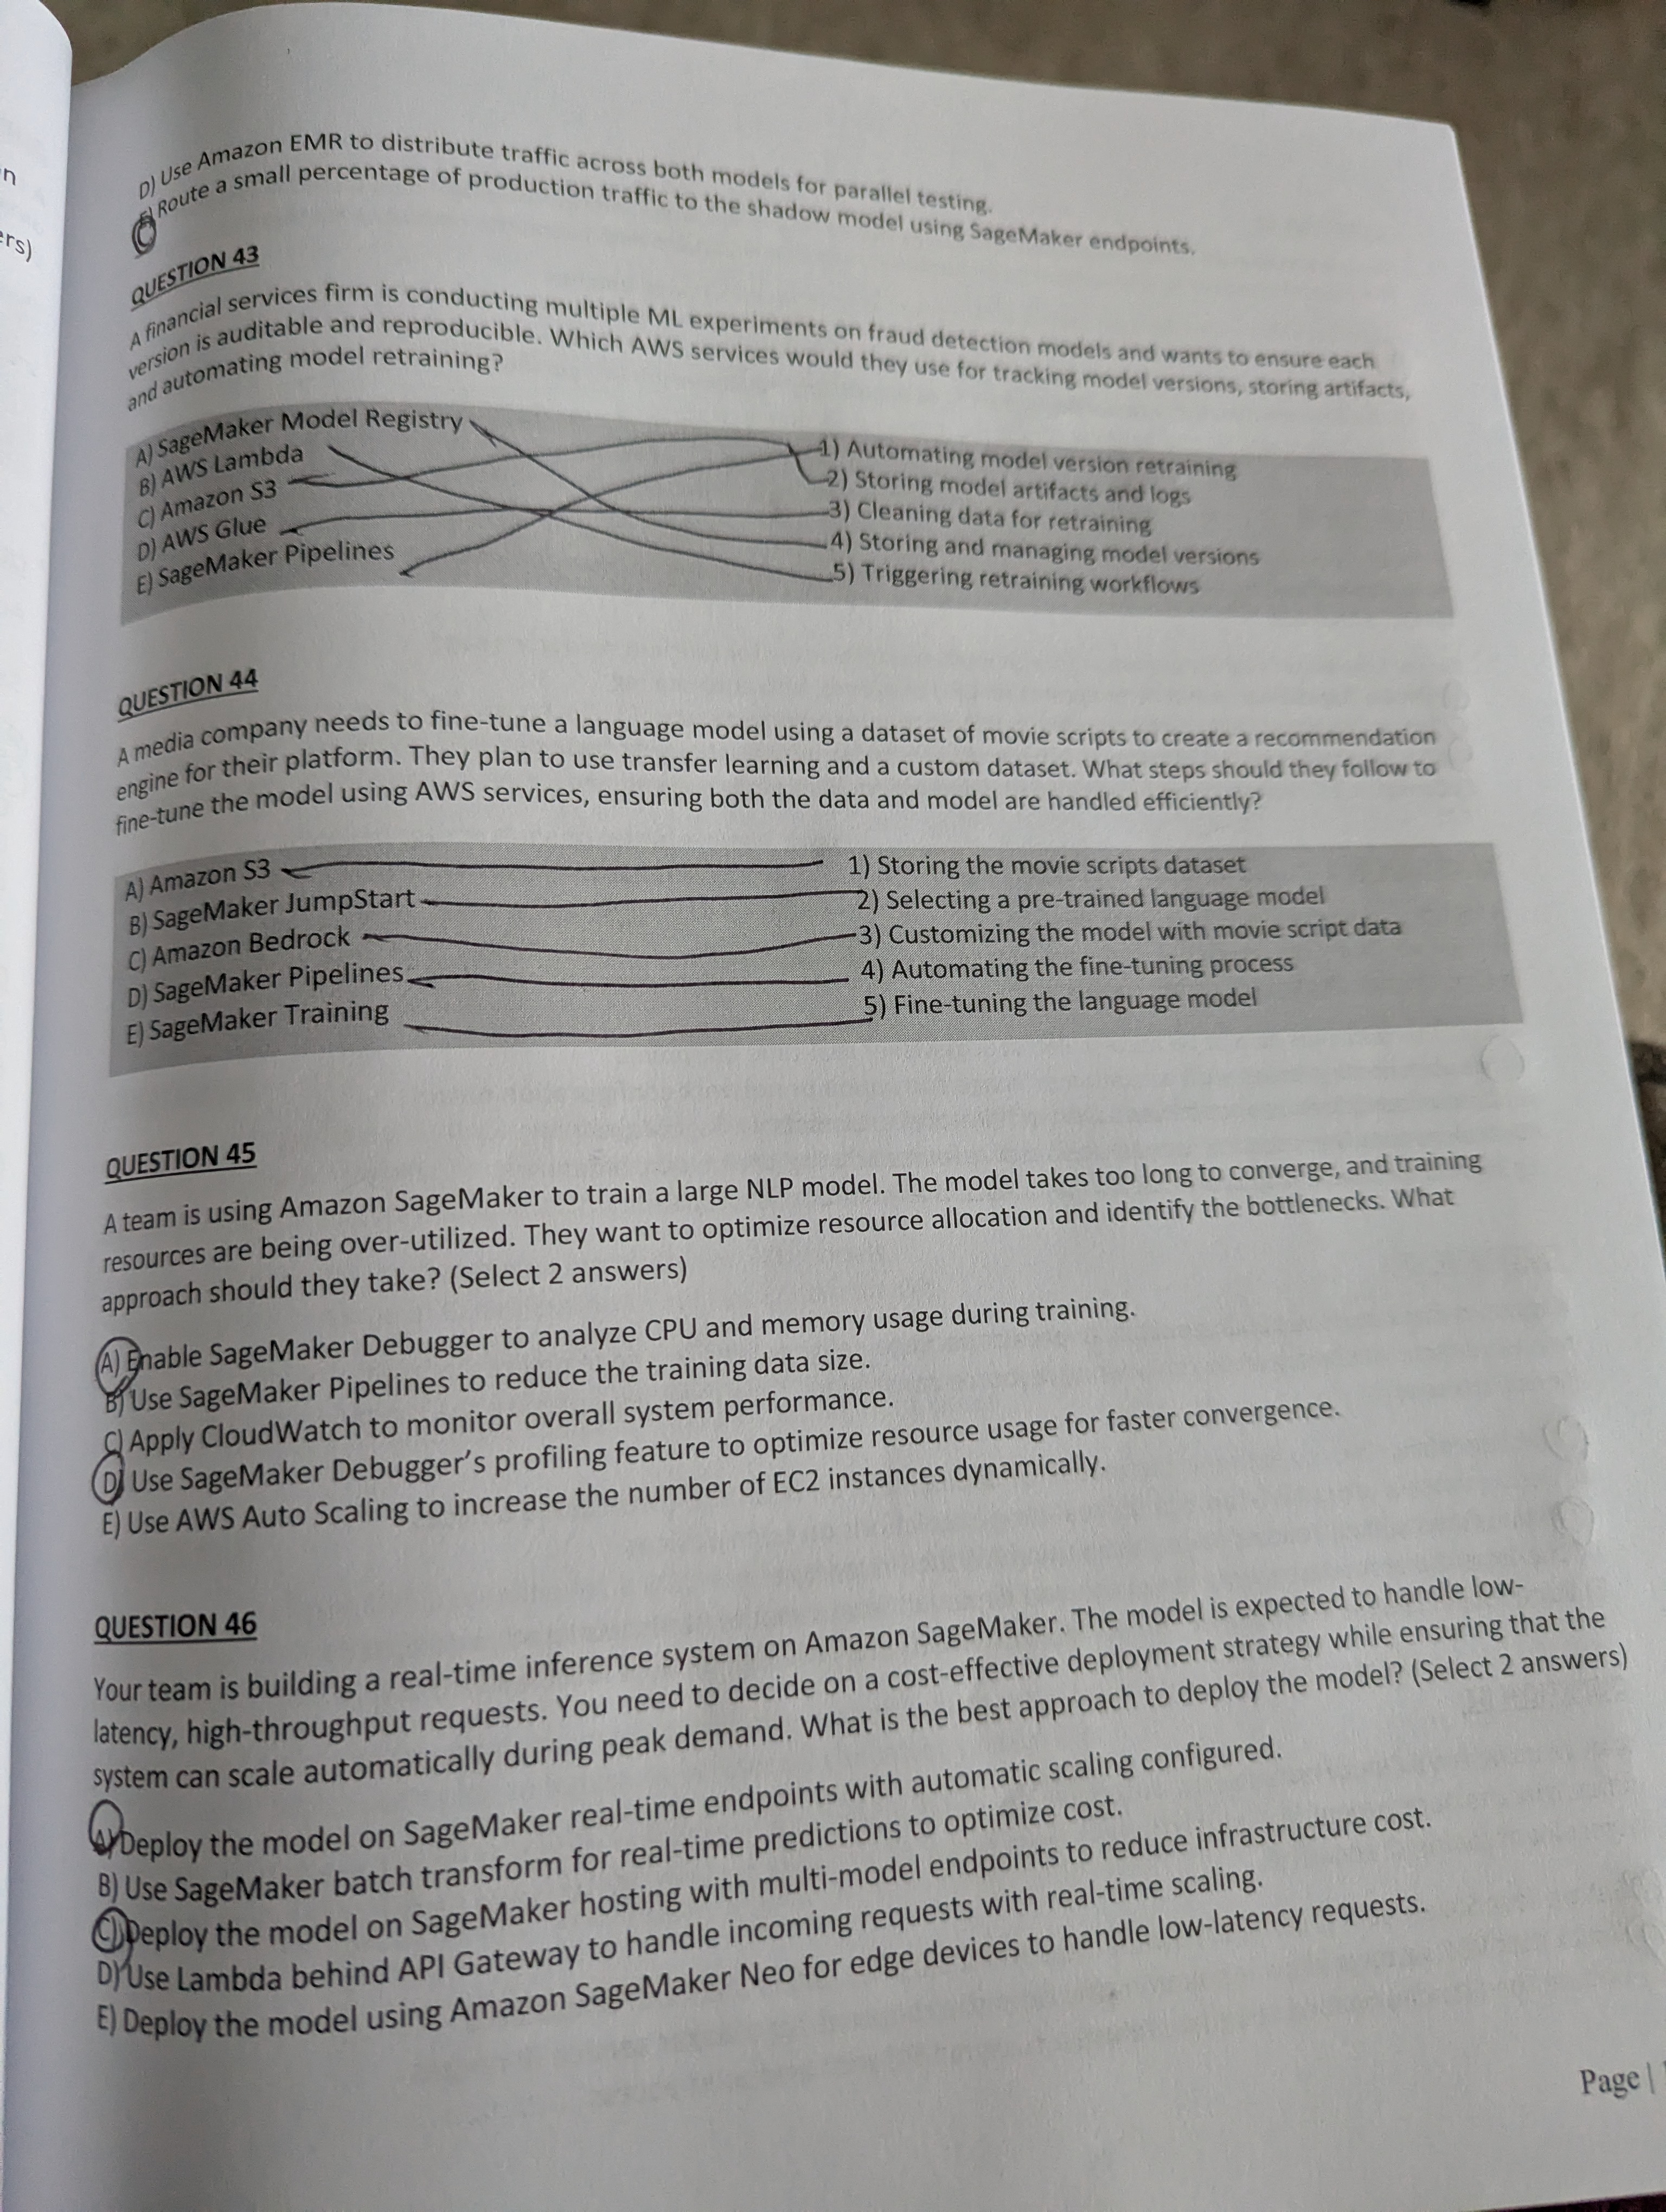 n
ers)
D) Use Amazon EMR to distribute traffic across both models for parallel testing.
E) Route a small percentage of production traffic to the shadow model using SageMaker endpoints.
QUESTION 43
A financial services firm is conducting multiple ML experiments on fraud detection models and wants to ensure each
version is auditable and reproducible. Which AWS services would they use for tracking model versions, storing artifacts,
and automating model retraining?
A) SageMaker Model Registry
B) AWS Lambda
C) Amazon S3
D) AWS Glue
E) SageMaker Pipelines
1) Automating model version retraining
2) Storing model artifacts and logs
3) Cleaning data for retraining
4) Storing and managing model versions
5) Triggering retraining workflows
QUESTION 44
A media company needs to fine-tune a language model using a dataset of movie scripts to create a recommendation
engine for their platform. They plan to use transfer learning and a custom dataset. What steps should they follow to
fine-tune the model using AWS services, ensuring both the data and model are handled efficiently?
A) Amazon S3
B) SageMaker JumpStart
C) Amazon Bedrock
D) SageMaker Pipelines
E) SageMaker Training
1) Storing the movie scripts dataset
2) Selecting a pre-trained language model
3) Customizing the model with movie script data
4) Automating the fine-tuning process
5) Fine-tuning the language model
QUESTION 45
A team is using Amazon SageMaker to train a large NLP model. The model takes too long to converge, and training
resources are being over-utilized. They want to optimize resource allocation and identify the bottlenecks. What
approach should they take? (Select 2 answers)
A) Enable SageMaker Debugger to analyze CPU and memory usage during training.
B) Use SageMaker Pipelines to reduce the training data size.
C) Apply CloudWatch to monitor overall system performance.
D) Use SageMaker Debugger's profiling feature to optimize resource usage for faster convergence.
E) Use AWS Auto Scaling to increase the number of EC2 instances dynamically.
QUESTION 46
Your team is building a real-time inference system on Amazon SageMaker. The model is expected to handle low-
latency, high-throughput requests. You need to decide on a cost-effective deployment strategy while ensuring that the
system can scale automatically during peak demand. What is the best approach to deploy the model? (Select 2 answers)
A) Deploy the model on SageMaker real-time endpoints with automatic scaling configured.
B) Use SageMaker batch transform for real-time predictions to optimize cost.
C) Deploy the model on SageMaker hosting with multi-model endpoints to reduce infrastructure cost.
D) Use Lambda behind API Gateway to handle incoming requests with real-time scaling.
E) Deploy the model using Amazon SageMaker Neo for edge devices to handle low-latency requests.
Page |